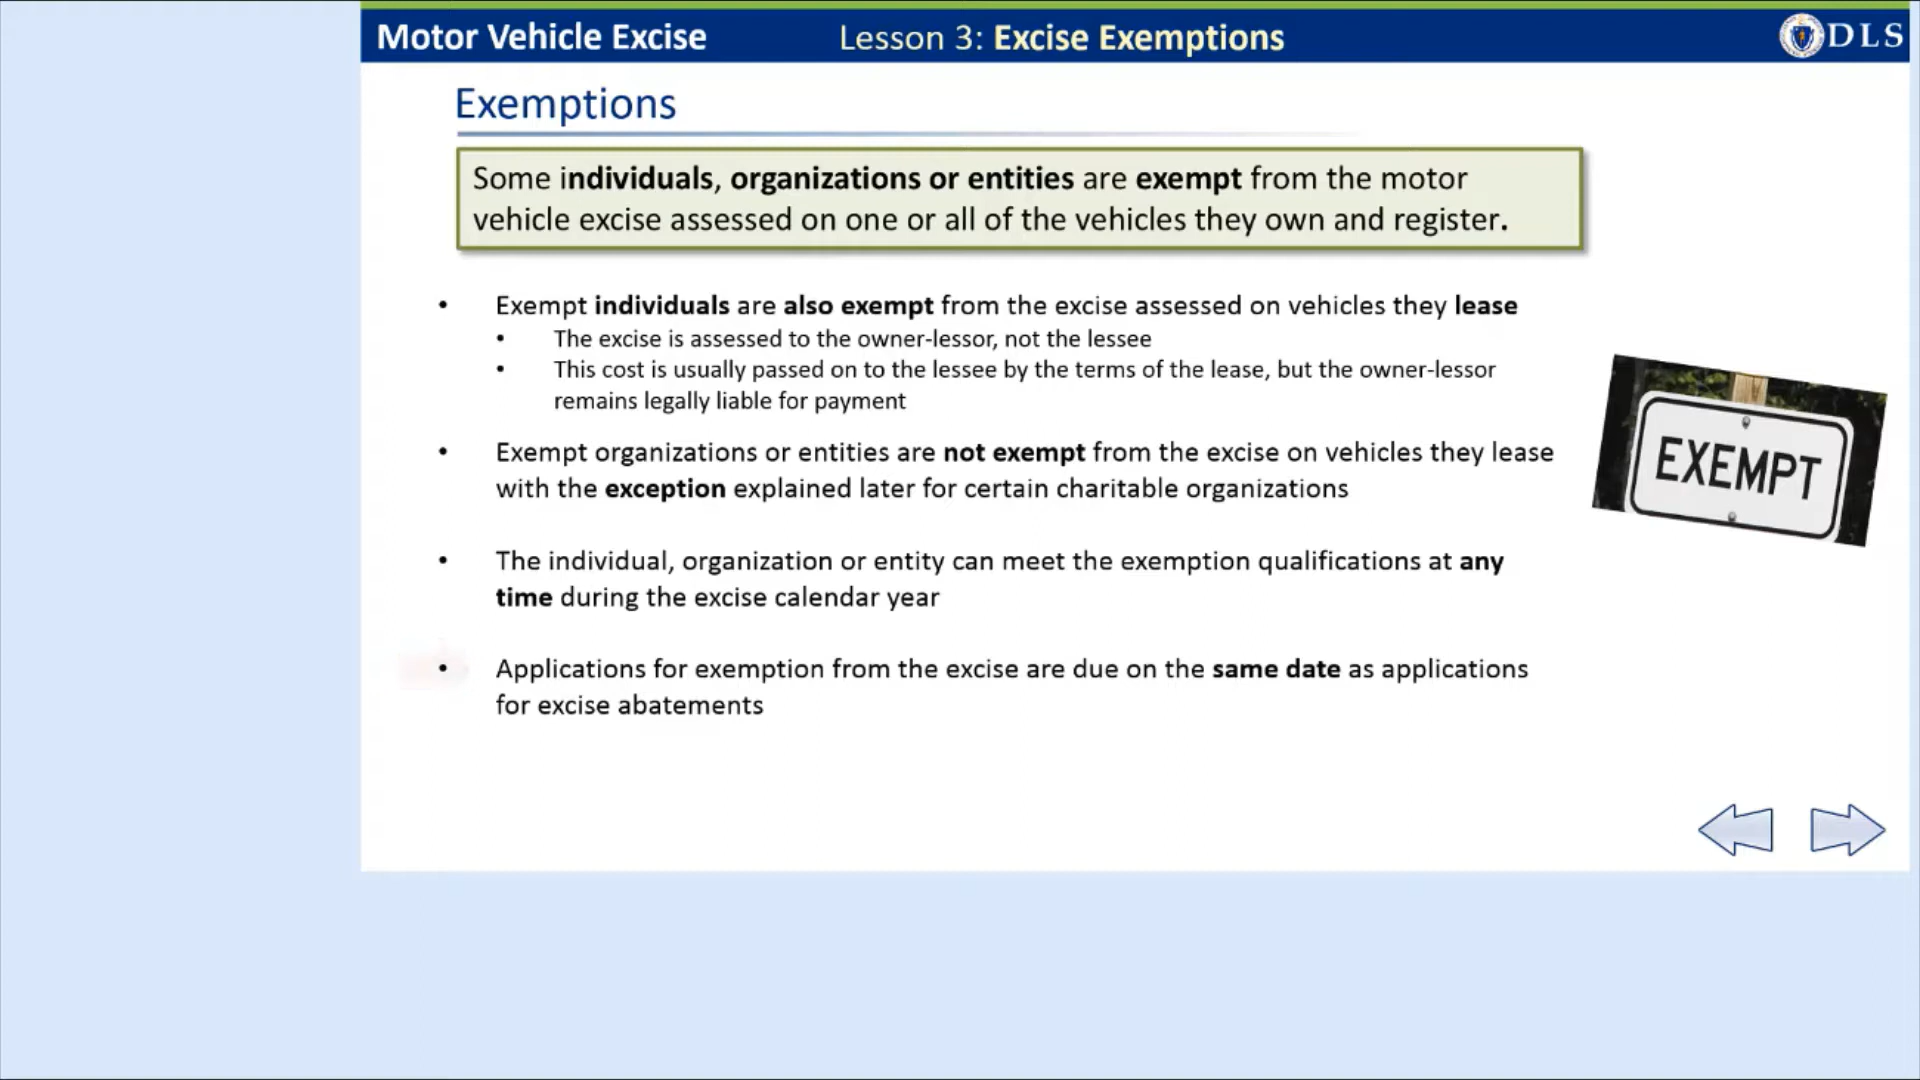 Motor Vehicle Excise
Lesson 3: Excise Exemptions
DLS
Exemptions
Some individuals, organizations or entities are exempt from the motor
vehicle excise assessed on one or all of the vehicles they own and register.
• Exempt individuals are also exempt from the excise assessed on vehicles they lease
• The excise is assessed to the owner-lessor, not the lessee
• This cost is usually passed on to the lessee by the terms of the lease, but the owner-lessor
remains legally liable for payment
• Exempt organizations or entities are not exempt from the excise on vehicles they lease
with the exception explained later for certain charitable organizations
EXEMPT
• The individual, organization or entity can meet the exemption qualifications at any
time during the excise calendar year
• Applications for exemption from the excise are due on the same date as applications
for excise abatements